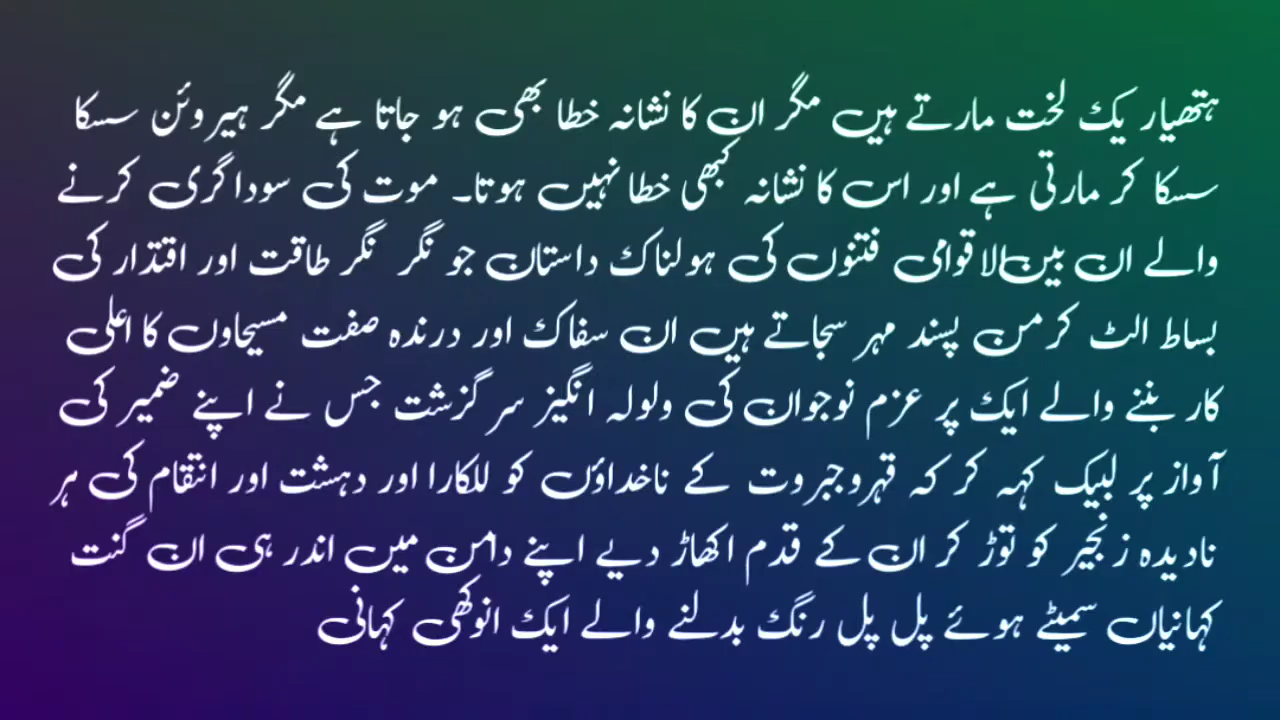 ہتھیار یک لخت مارتے ہیں مگر ان کا نشانہ خطا بھی ہو جاتا ہے مگر ہیروئن سسکا
سسکا کر مارتی ہے اور اس کا نشانہ کبھی خطا نہیں ہوتا۔ موت کی سوداگری کرنے
والے ان بین الاقوامی فتنوں کی ہولناک داستان جو نگر نگر طاقت اور اقتدار کی
بساط الٹ کر من پسند مہر سجاتے ہیں ان سفاک اور درندہ صفت مسیحاوں کا اعلی
کار بننے والے ایک پر عزم نوجوان کی ولولہ انگیز سرگزشت جس نے اپنے ضمیر کی
آواز پر لبیک کہہ کر کہ قہروجبروت کے ناخداؤں کو للکارا اور دہشت اور انتقام کی ہر
نادیدہ زنجیر کو توڑ کر ان کے قدم اکھاڑ دیے اپنے دامن میں اندر ہی ان گنت
کہانیاں سمیٹے ہوئے پل پل رنگ بدلنے والے ایک انوکھی کہانی